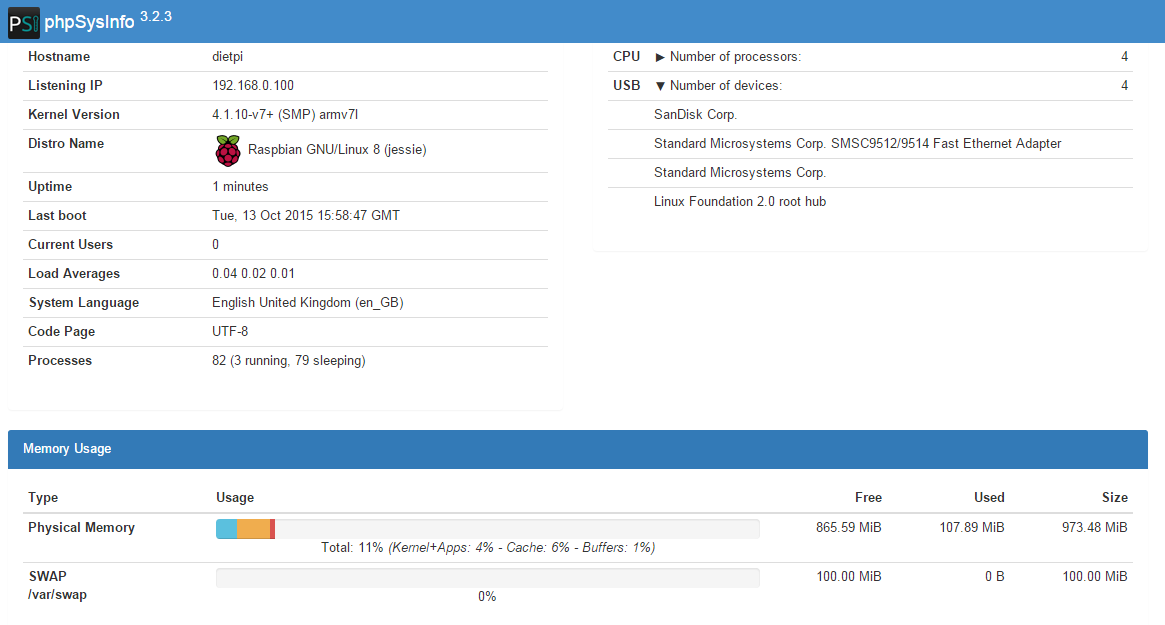 PSi phpSysInfo 3.2.3
Hostname dietpi
Listening IP 192.168.0.100
Kernel Version 4.1.10-v7+ (SMP) armv7l
Distro Name Raspbian GNU/Linux 8 (jessie)
Uptime 1 minutes
Last boot Tue, 13 Oct 2015 15:58:47 GMT
Current Users 0
Load Averages 0.04 0.02 0.01
System Language English United Kingdom (en_GB)
Code Page UTF-8
Processes 82 (3 running, 79 sleeping)
CPU ▶ Number of processors: 4
USB ▼ Number of devices: 4
SanDisk Corp.
Standard Microsystems Corp. SMSC9512/9514 Fast Ethernet Adapter
Standard Microsystems Corp.
Linux Foundation 2.0 root hub
Memory Usage
Type Usage Free Used Size
Physical Memory 865.59 MiB 107.89 MiB 973.48 MiB
Total: 11% (Kernel+Apps: 4% - Cache: 6% - Buffers: 1%)
SWAP 100.00 MiB 0 B 100.00 MiB
/var/swap
0%